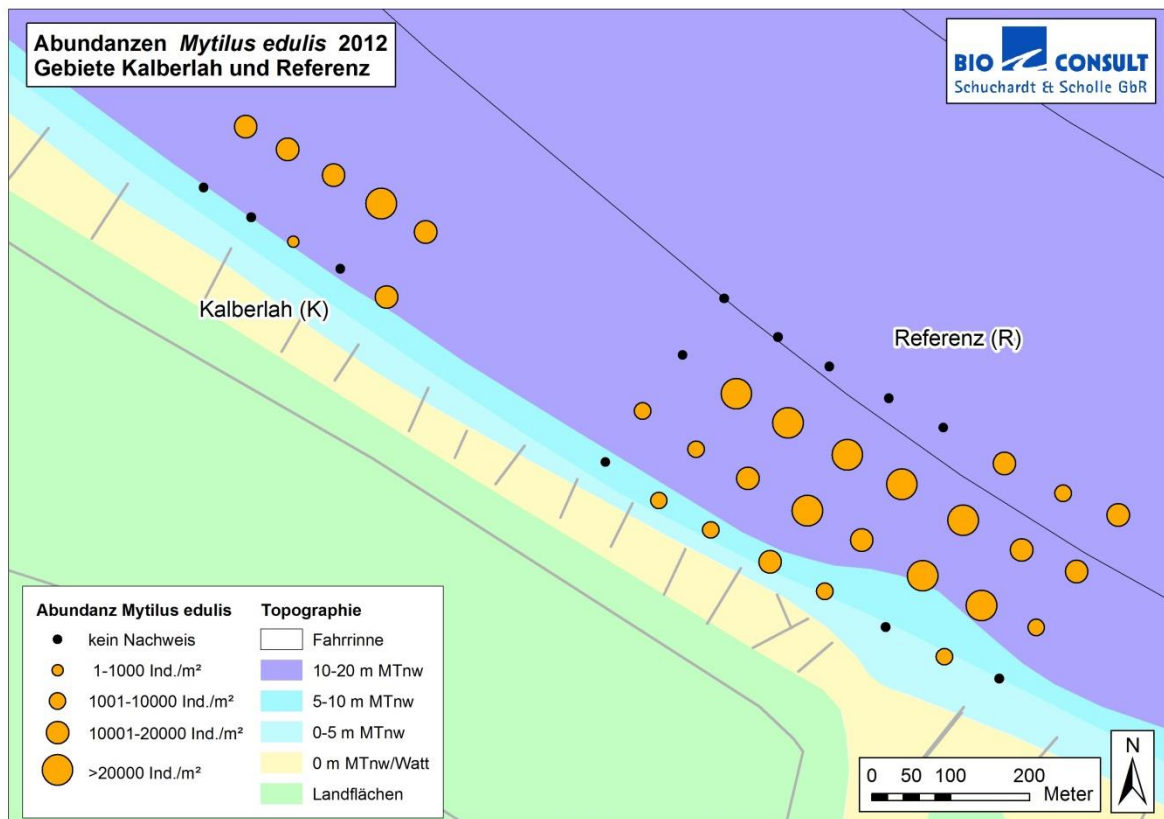 Abundanzen Mytilus edulis 2012
Gebiete Kalberlah und Referenz
BIO CONSULT
Schuchardt & Scholle GbR
Kalberlah (K)
Referenz (R)
Abundanz Mytilus edulis
kein Nachweis
1-1000 Ind./m²
1001-10000 Ind./m²
10001-20000 Ind./m²
>20000 Ind./m²
Topographie
Fahrrinne
10-20 m MTnw
5-10 m MTnw
0-5 m MTnw
0 m MTnw/Watt
Landflächen
0 50 100 200
Meter
N